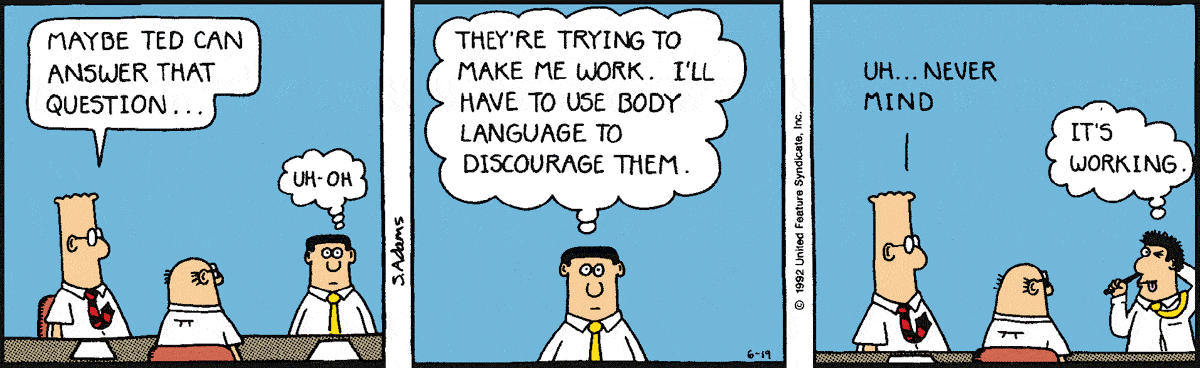 MAYBE TED CAN
ANSWER THAT
QUESTION...
UH-OH
S.Adams
THEY'RE TRYING TO
MAKE ME WORK. I'LL
HAVE TO USE BODY
LANGUAGE TO
DISCOURAGE THEM.
6-19
© 1992 United Feature Syndicate, Inc.
UH...NEVER
MIND
IT'S
WORKING.